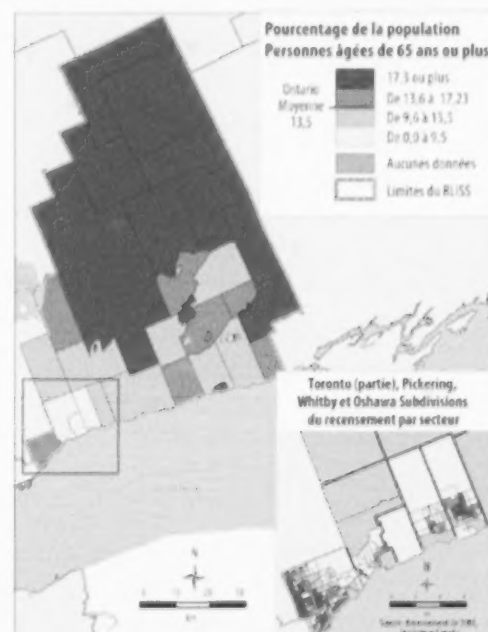 Pourcentage de la population
Personnes âgées de 65 ans ou plus
Ontario
Moyenne
13,5
17,3 ou plus
De 13,6 à 17,23
De 9,6 à 13,5
De 0,0 à 9,5
Aucunes données
Limites du RLISS
Toronto (partie), Pickering,
Whitby et Oshawa Subdivisions
du recensement par secteur
N
km
N